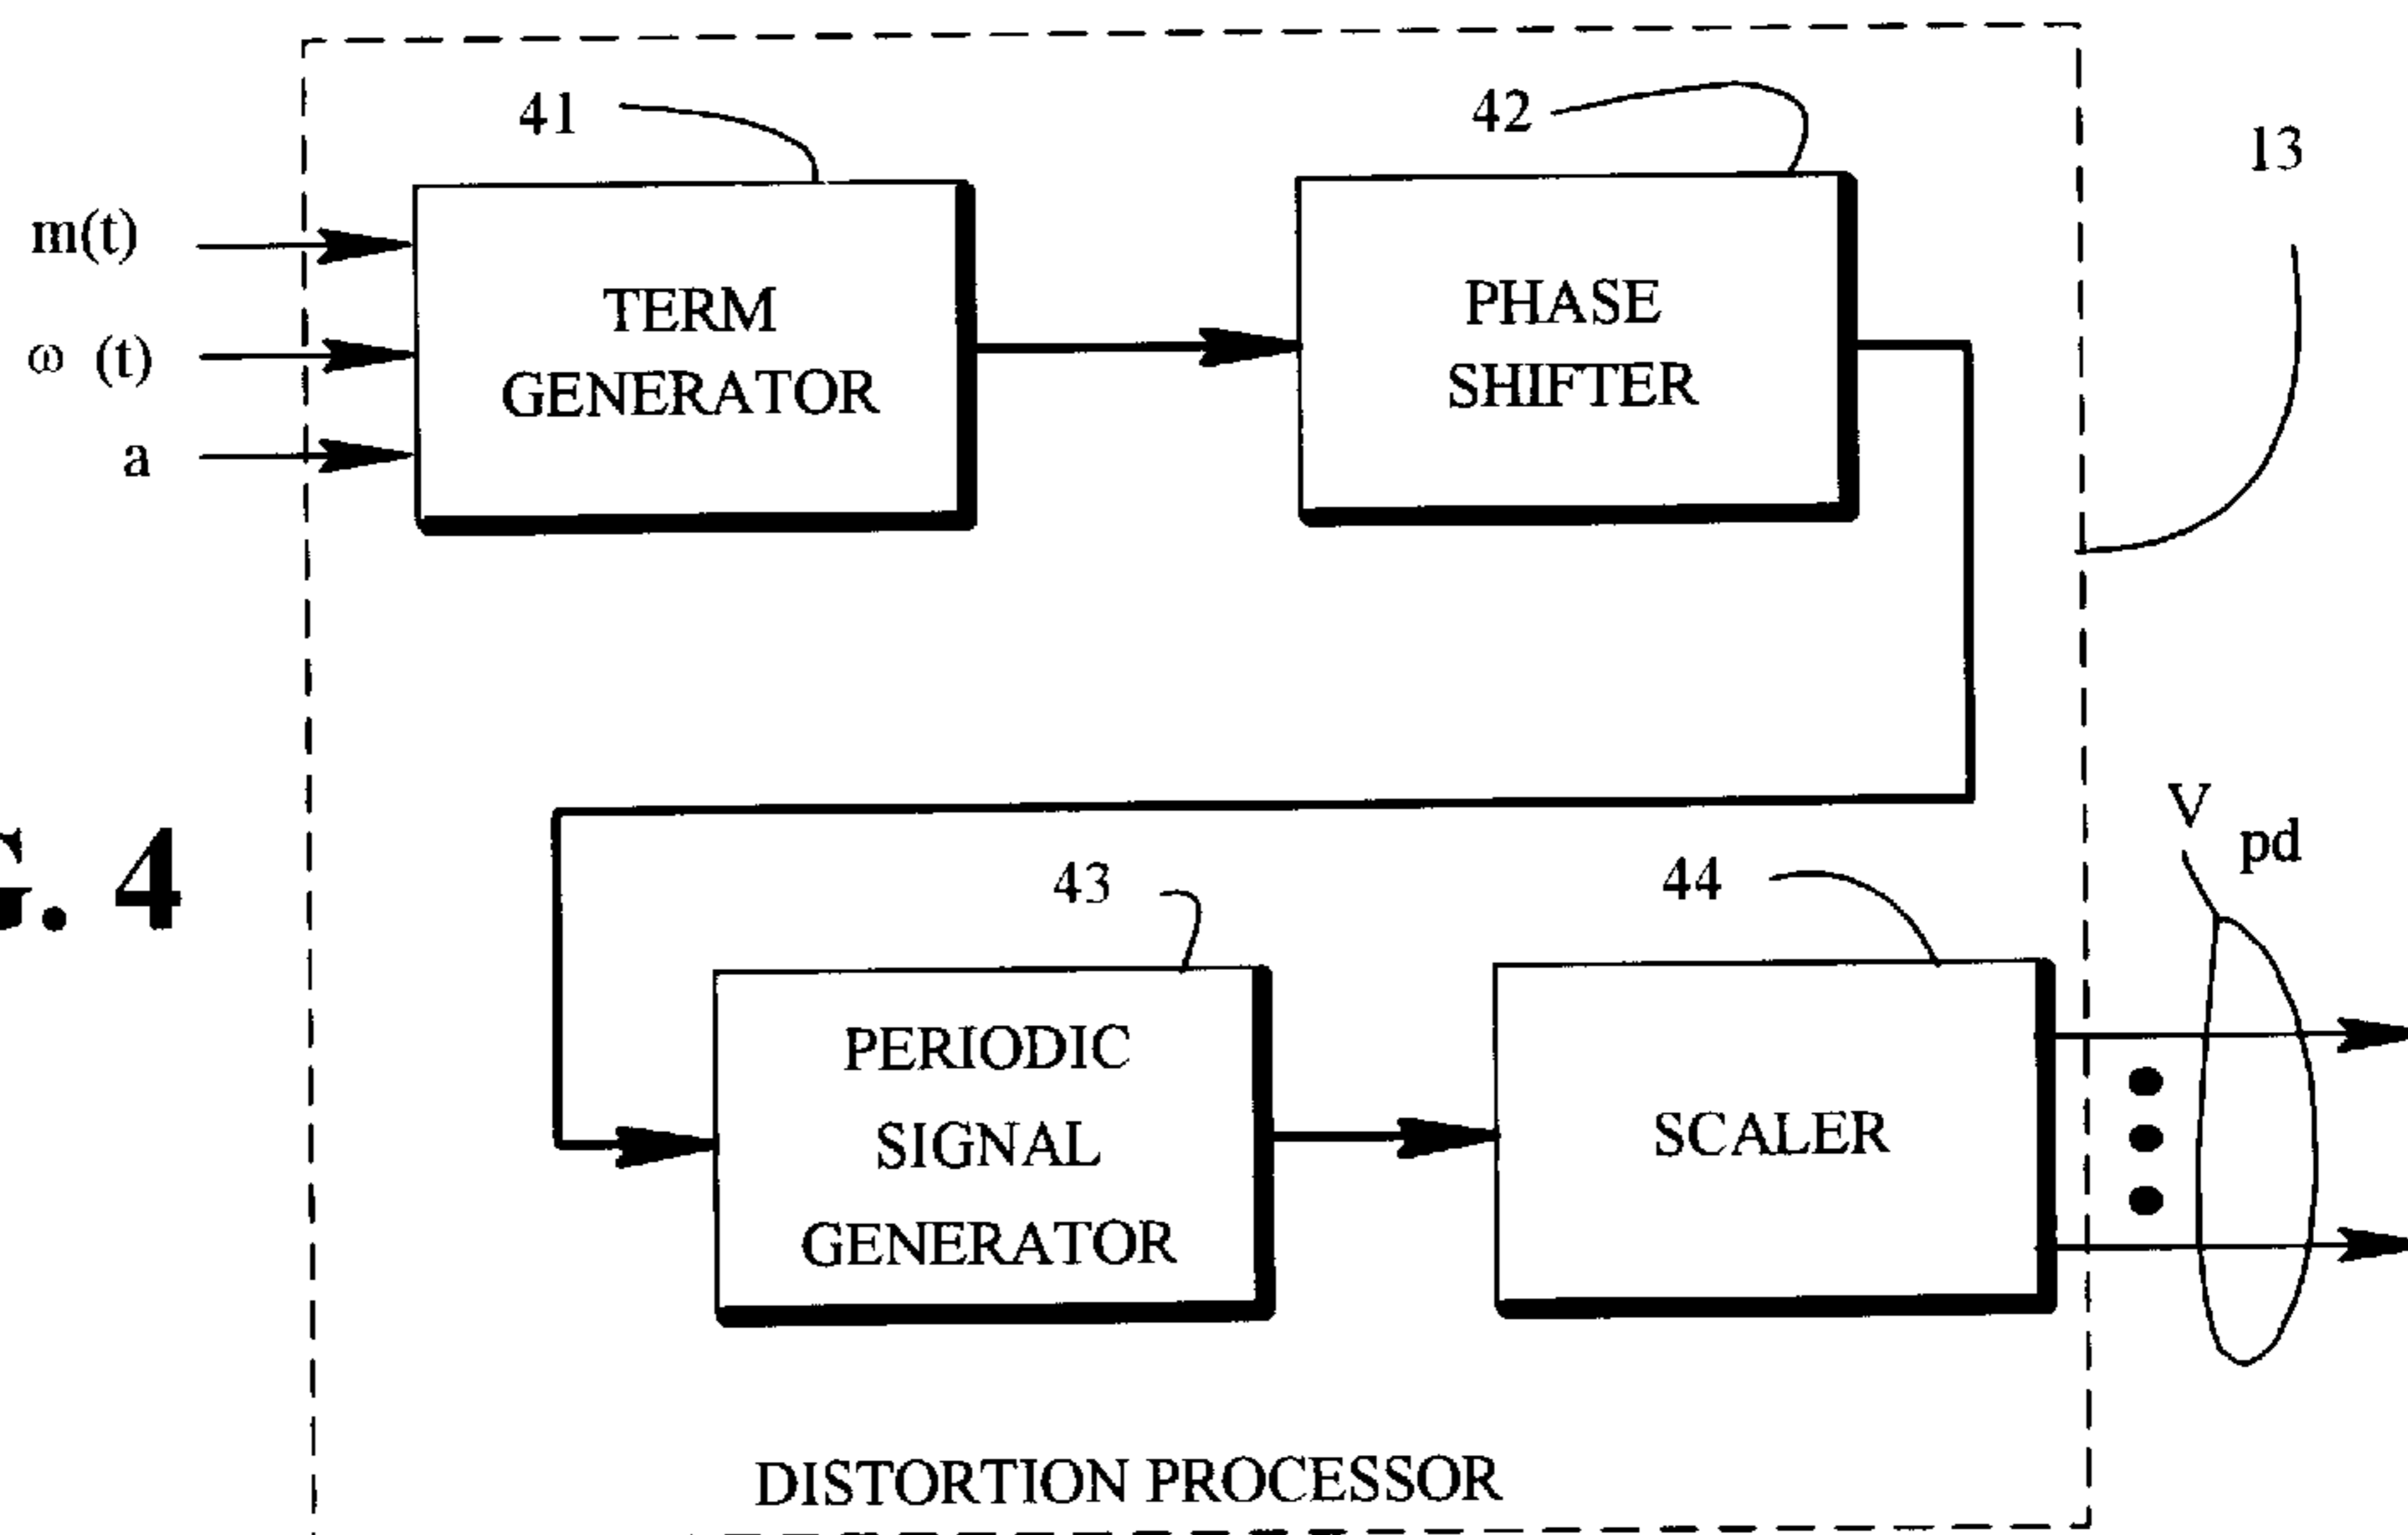 41
42
13
m(t)
ω (t)
a
TERM
GENERATOR
PHASE
SHIFTER
G. 4
V
pd
43
44
PERIODIC
SIGNAL
GENERATOR
SCALER
DISTORTION PROCESSOR